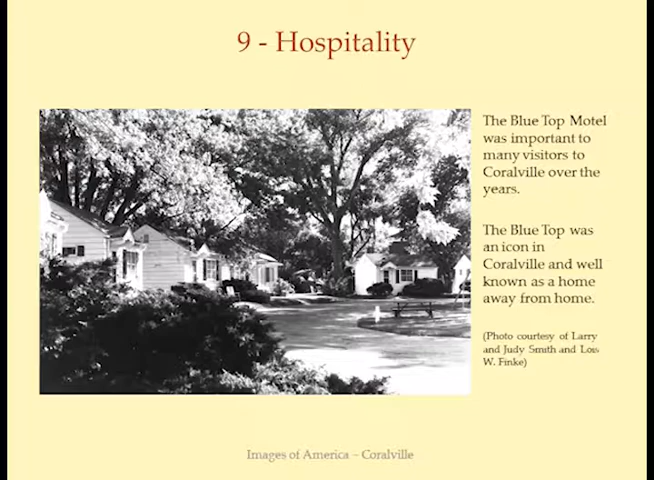 9 - Hospitality
The Blue Top Motel
was important to
many visitors to
Coralville over the
years.
The Blue Top was
an icon in
Coralville and well
known as a home
away from home.
(Photo courtesy of Larry
and Judy Smith and Lois
W. Finke)
Images of America – Coralville